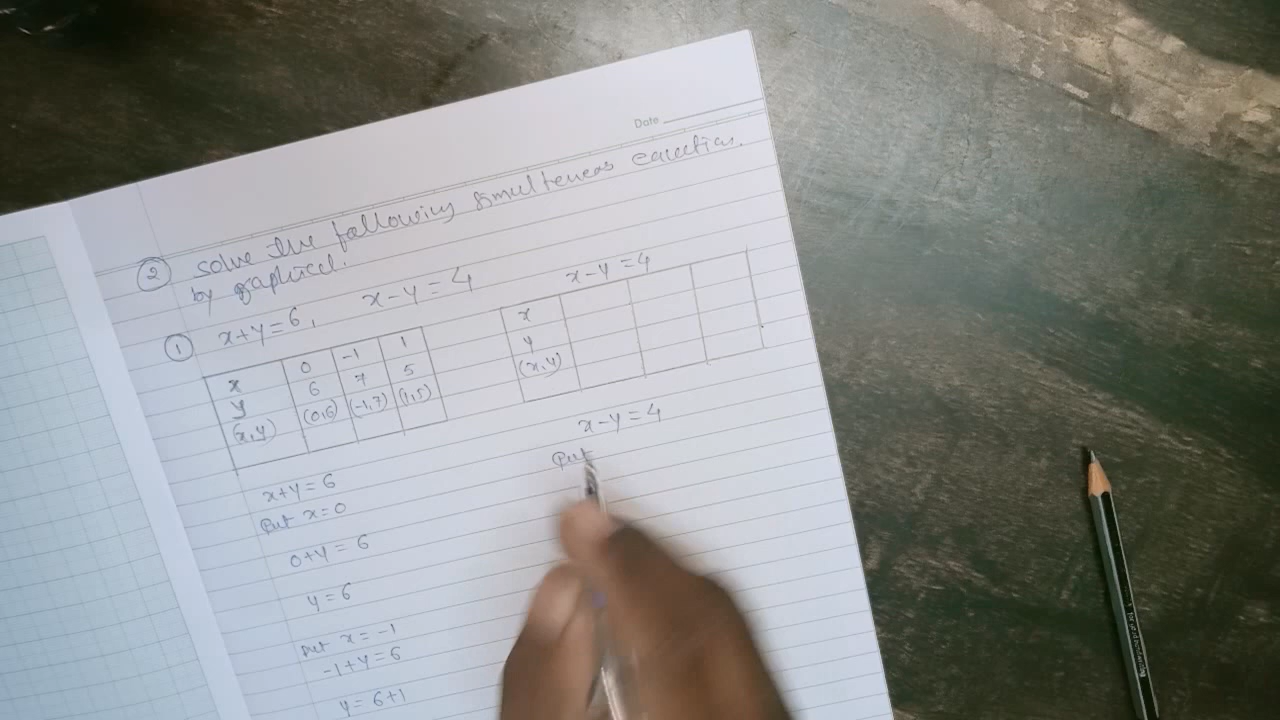 Date
② solve the following simulteneos equation.
by graphical.
① x+y=6, x-y=4
x 0 -1 1
y 6 7 5
(x,y) (0,6) (-1,7) (1,5)
x-y=4
x
y
(x,y)
x+y=6
put x=0
0+y=6
y=6
put x=-1
-1+y=6
y=6+1
x-y=4
Put